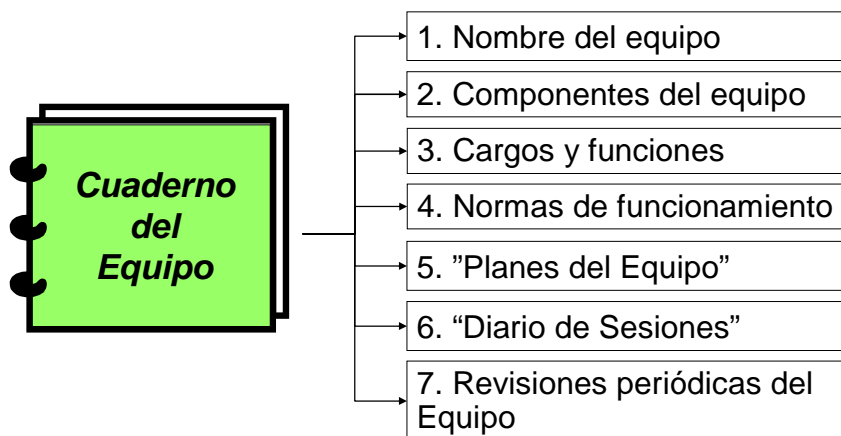 Cuaderno
del
Equipo
1. Nombre del equipo
2. Componentes del equipo
3. Cargos y funciones
4. Normas de funcionamiento
5. ”Planes del Equipo”
6. “Diario de Sesiones”
7. Revisiones periódicas del
Equipo